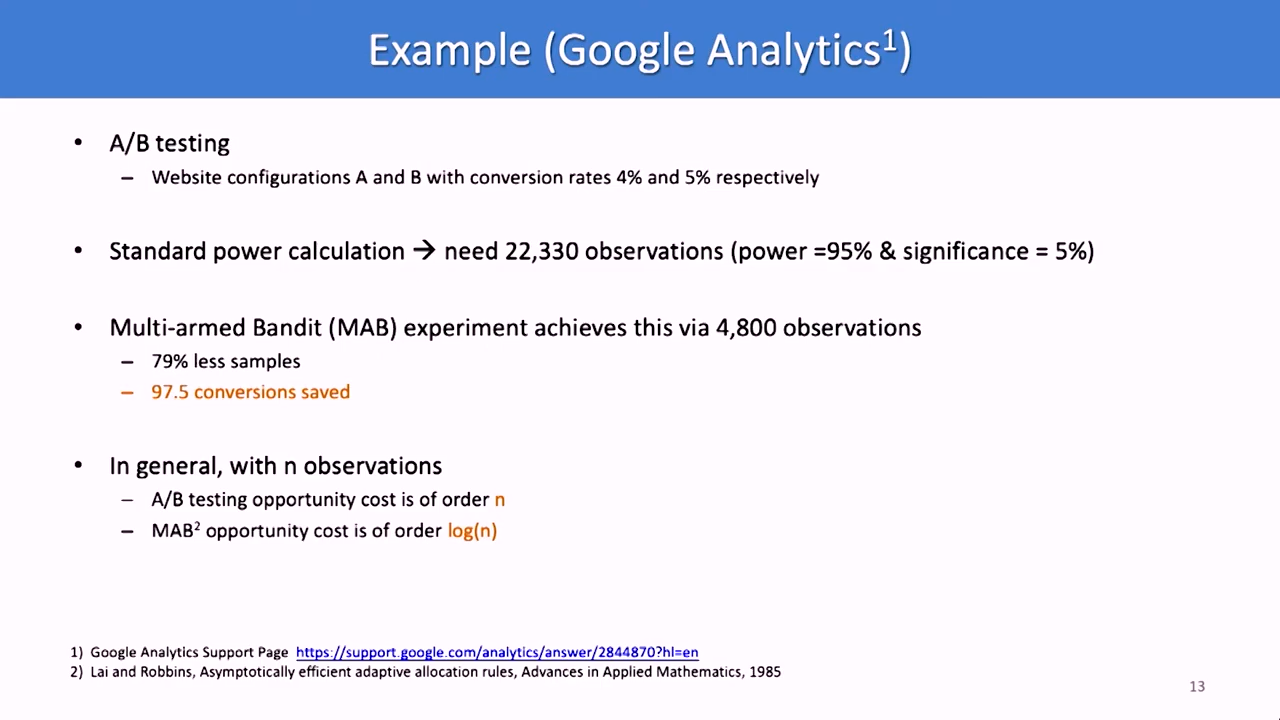 Example (Google Analytics¹)
• A/B testing
– Website configurations A and B with conversion rates 4% and 5% respectively
• Standard power calculation → need 22,330 observations (power =95% & significance = 5%)
• Multi-armed Bandit (MAB) experiment achieves this via 4,800 observations
– 79% less samples
– 97.5 conversions saved
• In general, with n observations
– A/B testing opportunity cost is of order n
– MAB² opportunity cost is of order log(n)
1) Google Analytics Support Page https://support.google.com/analytics/answer/2844870?hl=en
2) Lai and Robbins, Asymptotically efficient adaptive allocation rules, Advances in Applied Mathematics, 1985
13